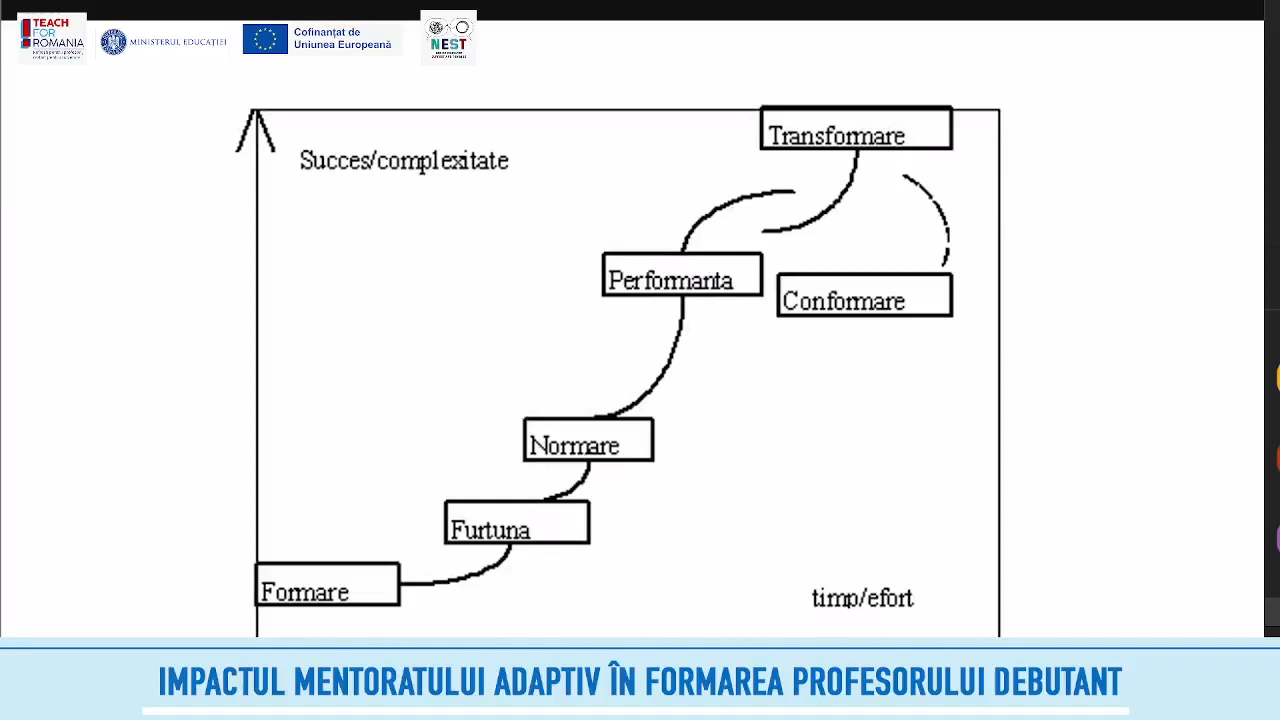 TEACH
FOR
ROMANIA
MINISTERUL EDUCAȚIEI
Cofinanțat de
Uniunea Europeană
NEST
Transformare
Succes/complexitate
Performanta
Conformare
Normare
Furtuna
Formare
timp/efort
IMPACTUL MENTORATULUI ADAPTIV ÎN FORMAREA PROFESORULUI DEBUTANT